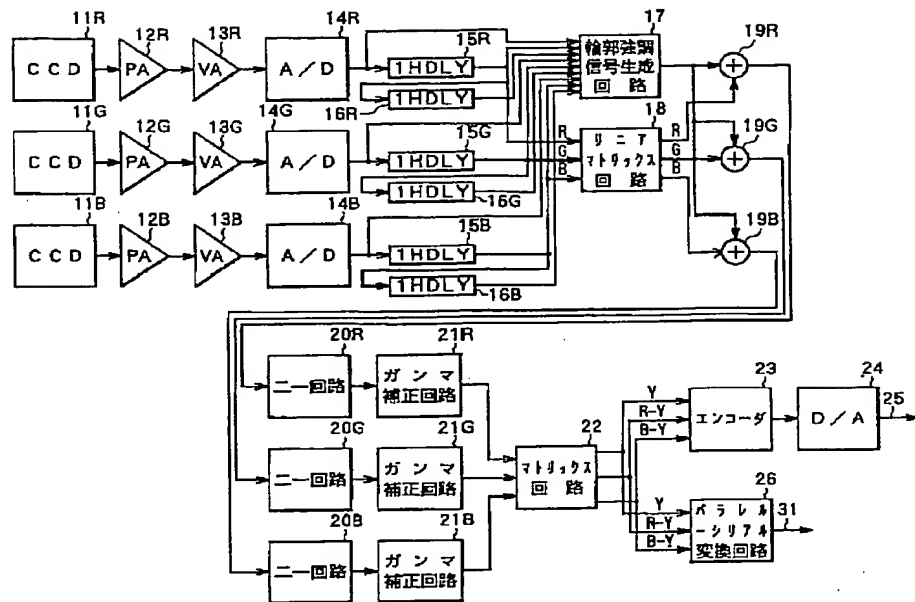 11R 12R 13R 14R 17 19R
CCD PA VA A/D 15R 1HDLY 輪郭強調
信号生成
回路
16R 1HDLY
18
11G 12G 13G 14G 15G R R 19G
CCD PA VA A/D 1HDLY G リニア G
B マトリックス B
回路
1HDLY 16G
11B 12B 13B 14B 15B 19B
CCD PA VA A/D 1HDLY
1HDLY 16B
20R 21R
ニー回路 ガンマ
補正回路
23 24
Y エンコーダ D/A 25
R-Y
B-Y
20G 21G 22
ニー回路 ガンマ
補正回路
マトリックス
回路
26
Y パラレル 31
R-Y ーシリアル
B-Y 変換回路
20B 21B
ニー回路 ガンマ
補正回路